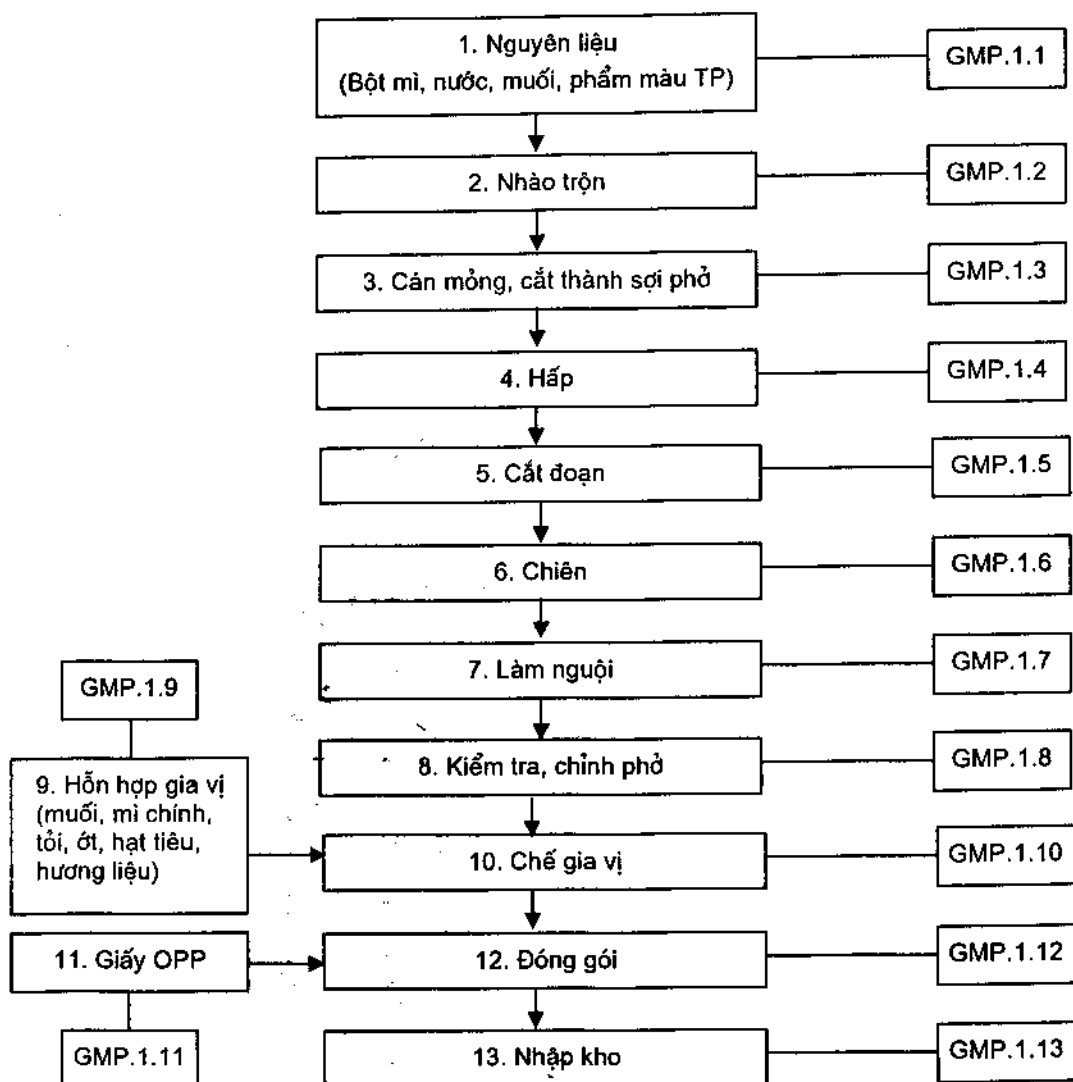 1. Nguyên liệu
(Bột mì, nước, muối, phẩm màu TP)
GMP.1.1
2. Nhào trộn
GMP.1.2
3. Cán mỏng, cắt thành sợi phở
GMP.1.3
4. Hấp
GMP.1.4
5. Cắt đoạn
GMP.1.5
6. Chiên
GMP.1.6
7. Làm nguội
GMP.1.7
8. Kiểm tra, chỉnh phở
GMP.1.8
GMP.1.9
9. Hỗn hợp gia vị
(muối, mì chính,
tỏi, ớt, hạt tiêu,
hương liệu)
10. Chế gia vị
GMP.1.10
11. Giấy OPP
12. Đóng gói
GMP.1.12
GMP.1.11
13. Nhập kho
GMP.1.13